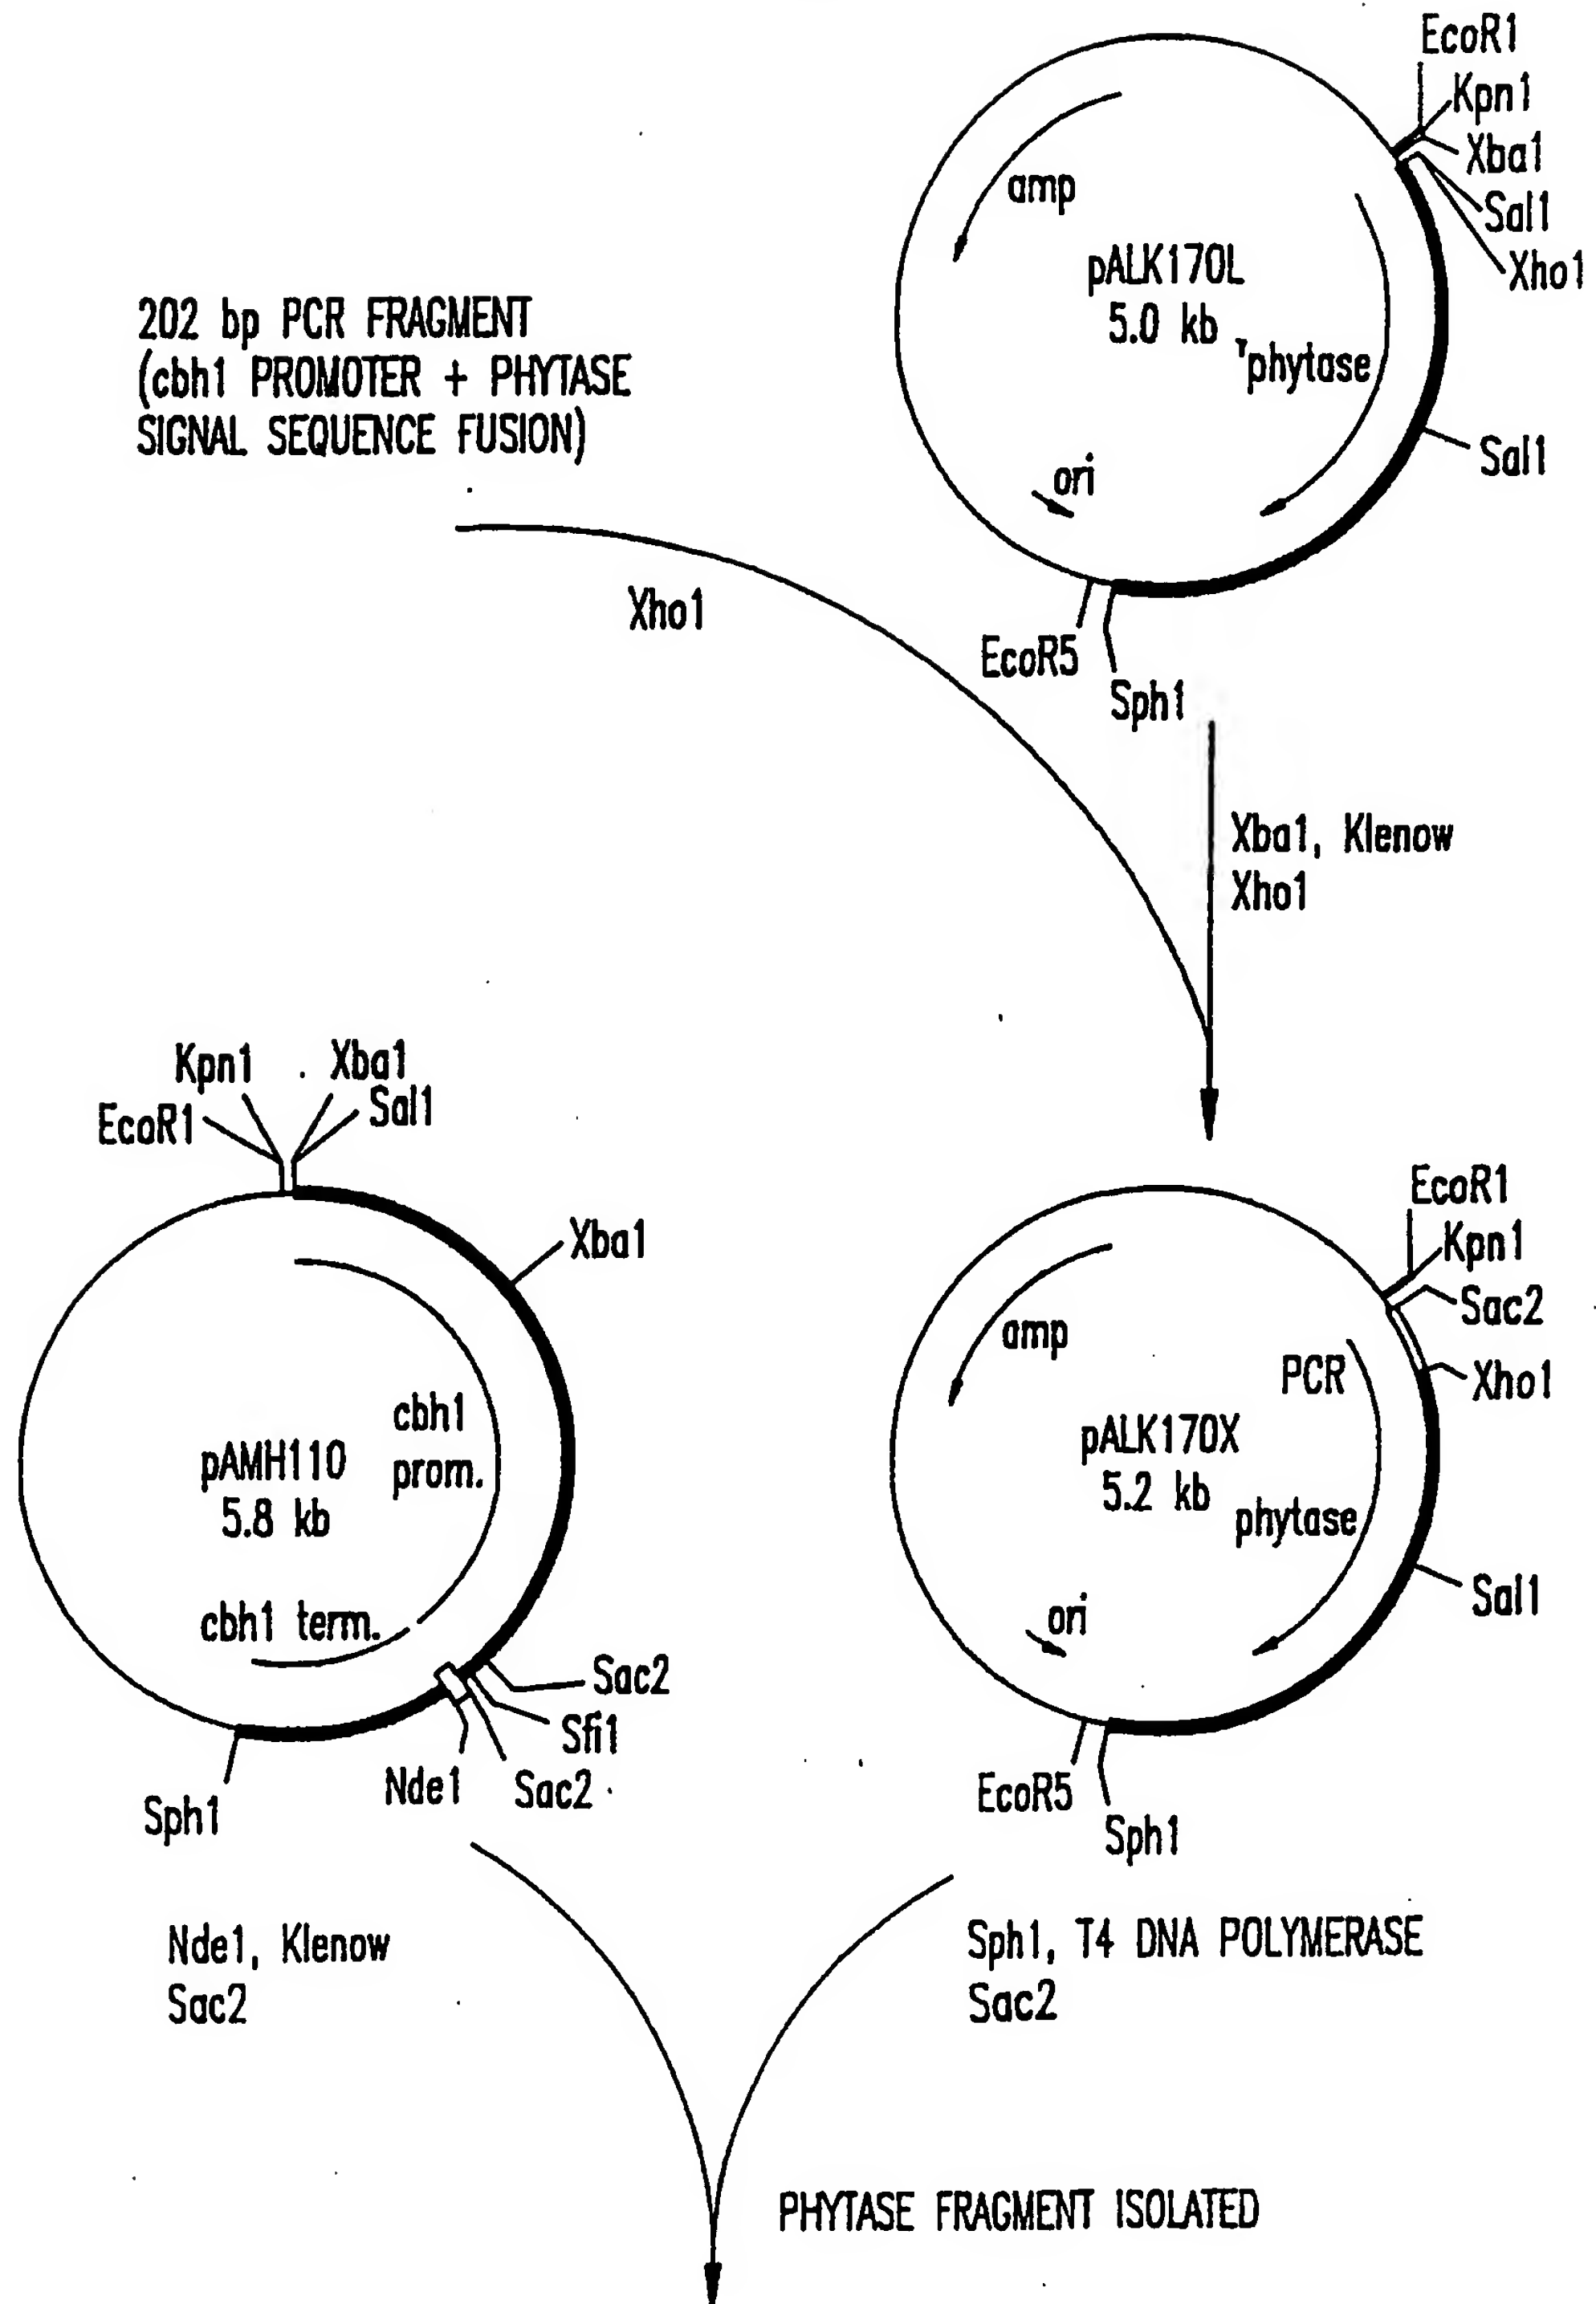 EcoR1
Kpn1
Xba1
Sal1
Xho1
amp
pALK170L
5.0 kb
phytase
Sal1
ori
EcoR5
Sph1
202 bp PCR FRAGMENT
(cbh1 PROMOTER + PHYTASE
SIGNAL SEQUENCE FUSION)
Xho1
Xba1, Klenow
Xho1
Kpn1
Xba1
EcoR1
Sal1
Xba1
cbh1
prom.
pAMH110
5.8 kb
cbh1 term.
Sac2
Sfi1
Sac2
Nde1
Sph1
EcoR1
Kpn1
Sac2
Xho1
amp
PCR
pALK170X
5.2 kb
phytase
Sal1
ori
EcoR5
Sph1
Nde1, Klenow
Sac2
Sph1, T4 DNA POLYMERASE
Sac2
PHYTASE FRAGMENT ISOLATED